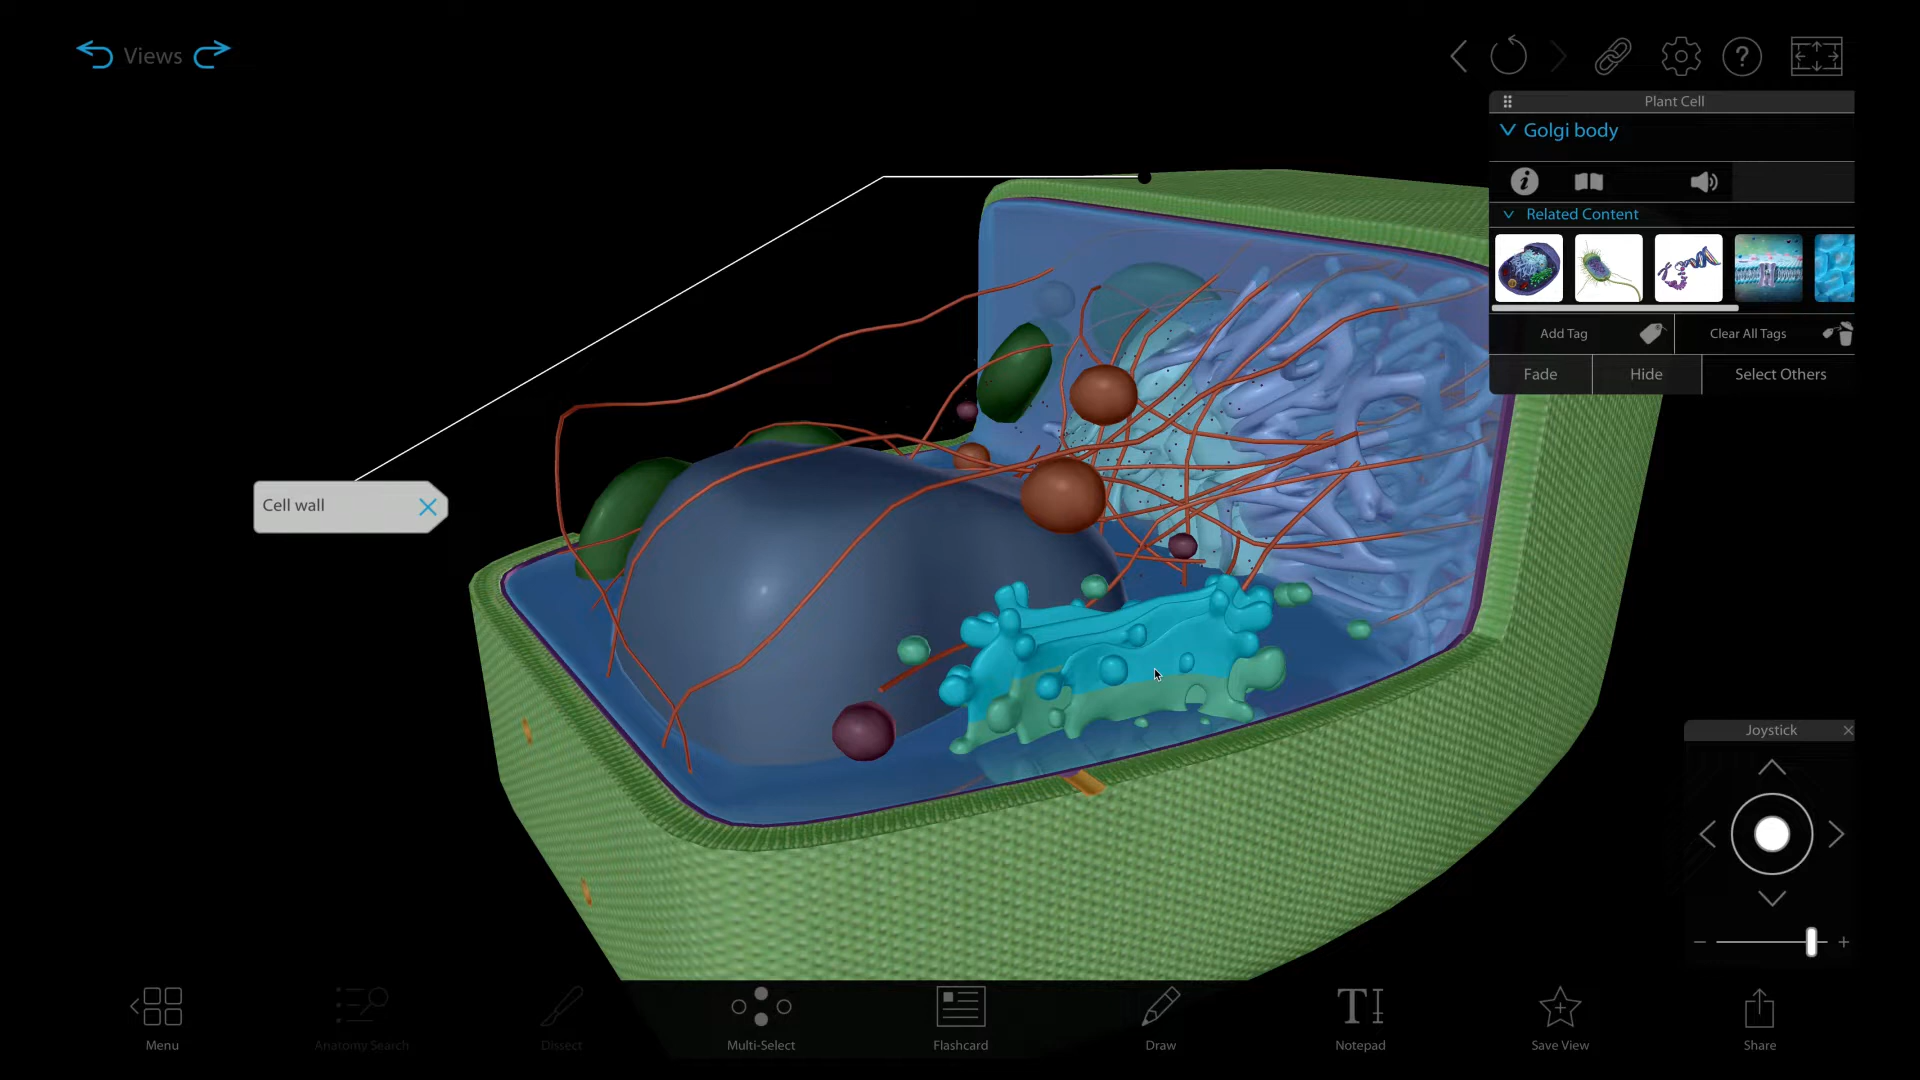 Views
Plant Cell
Golgi body
Related Content
Add Tag
Clear All Tags
Fade
Hide
Select Others
Cell wall
Joystick
Menu
Anatomy Search
Dissect
Multi-Select
Flashcard
Draw
Notepad
Save View
Share